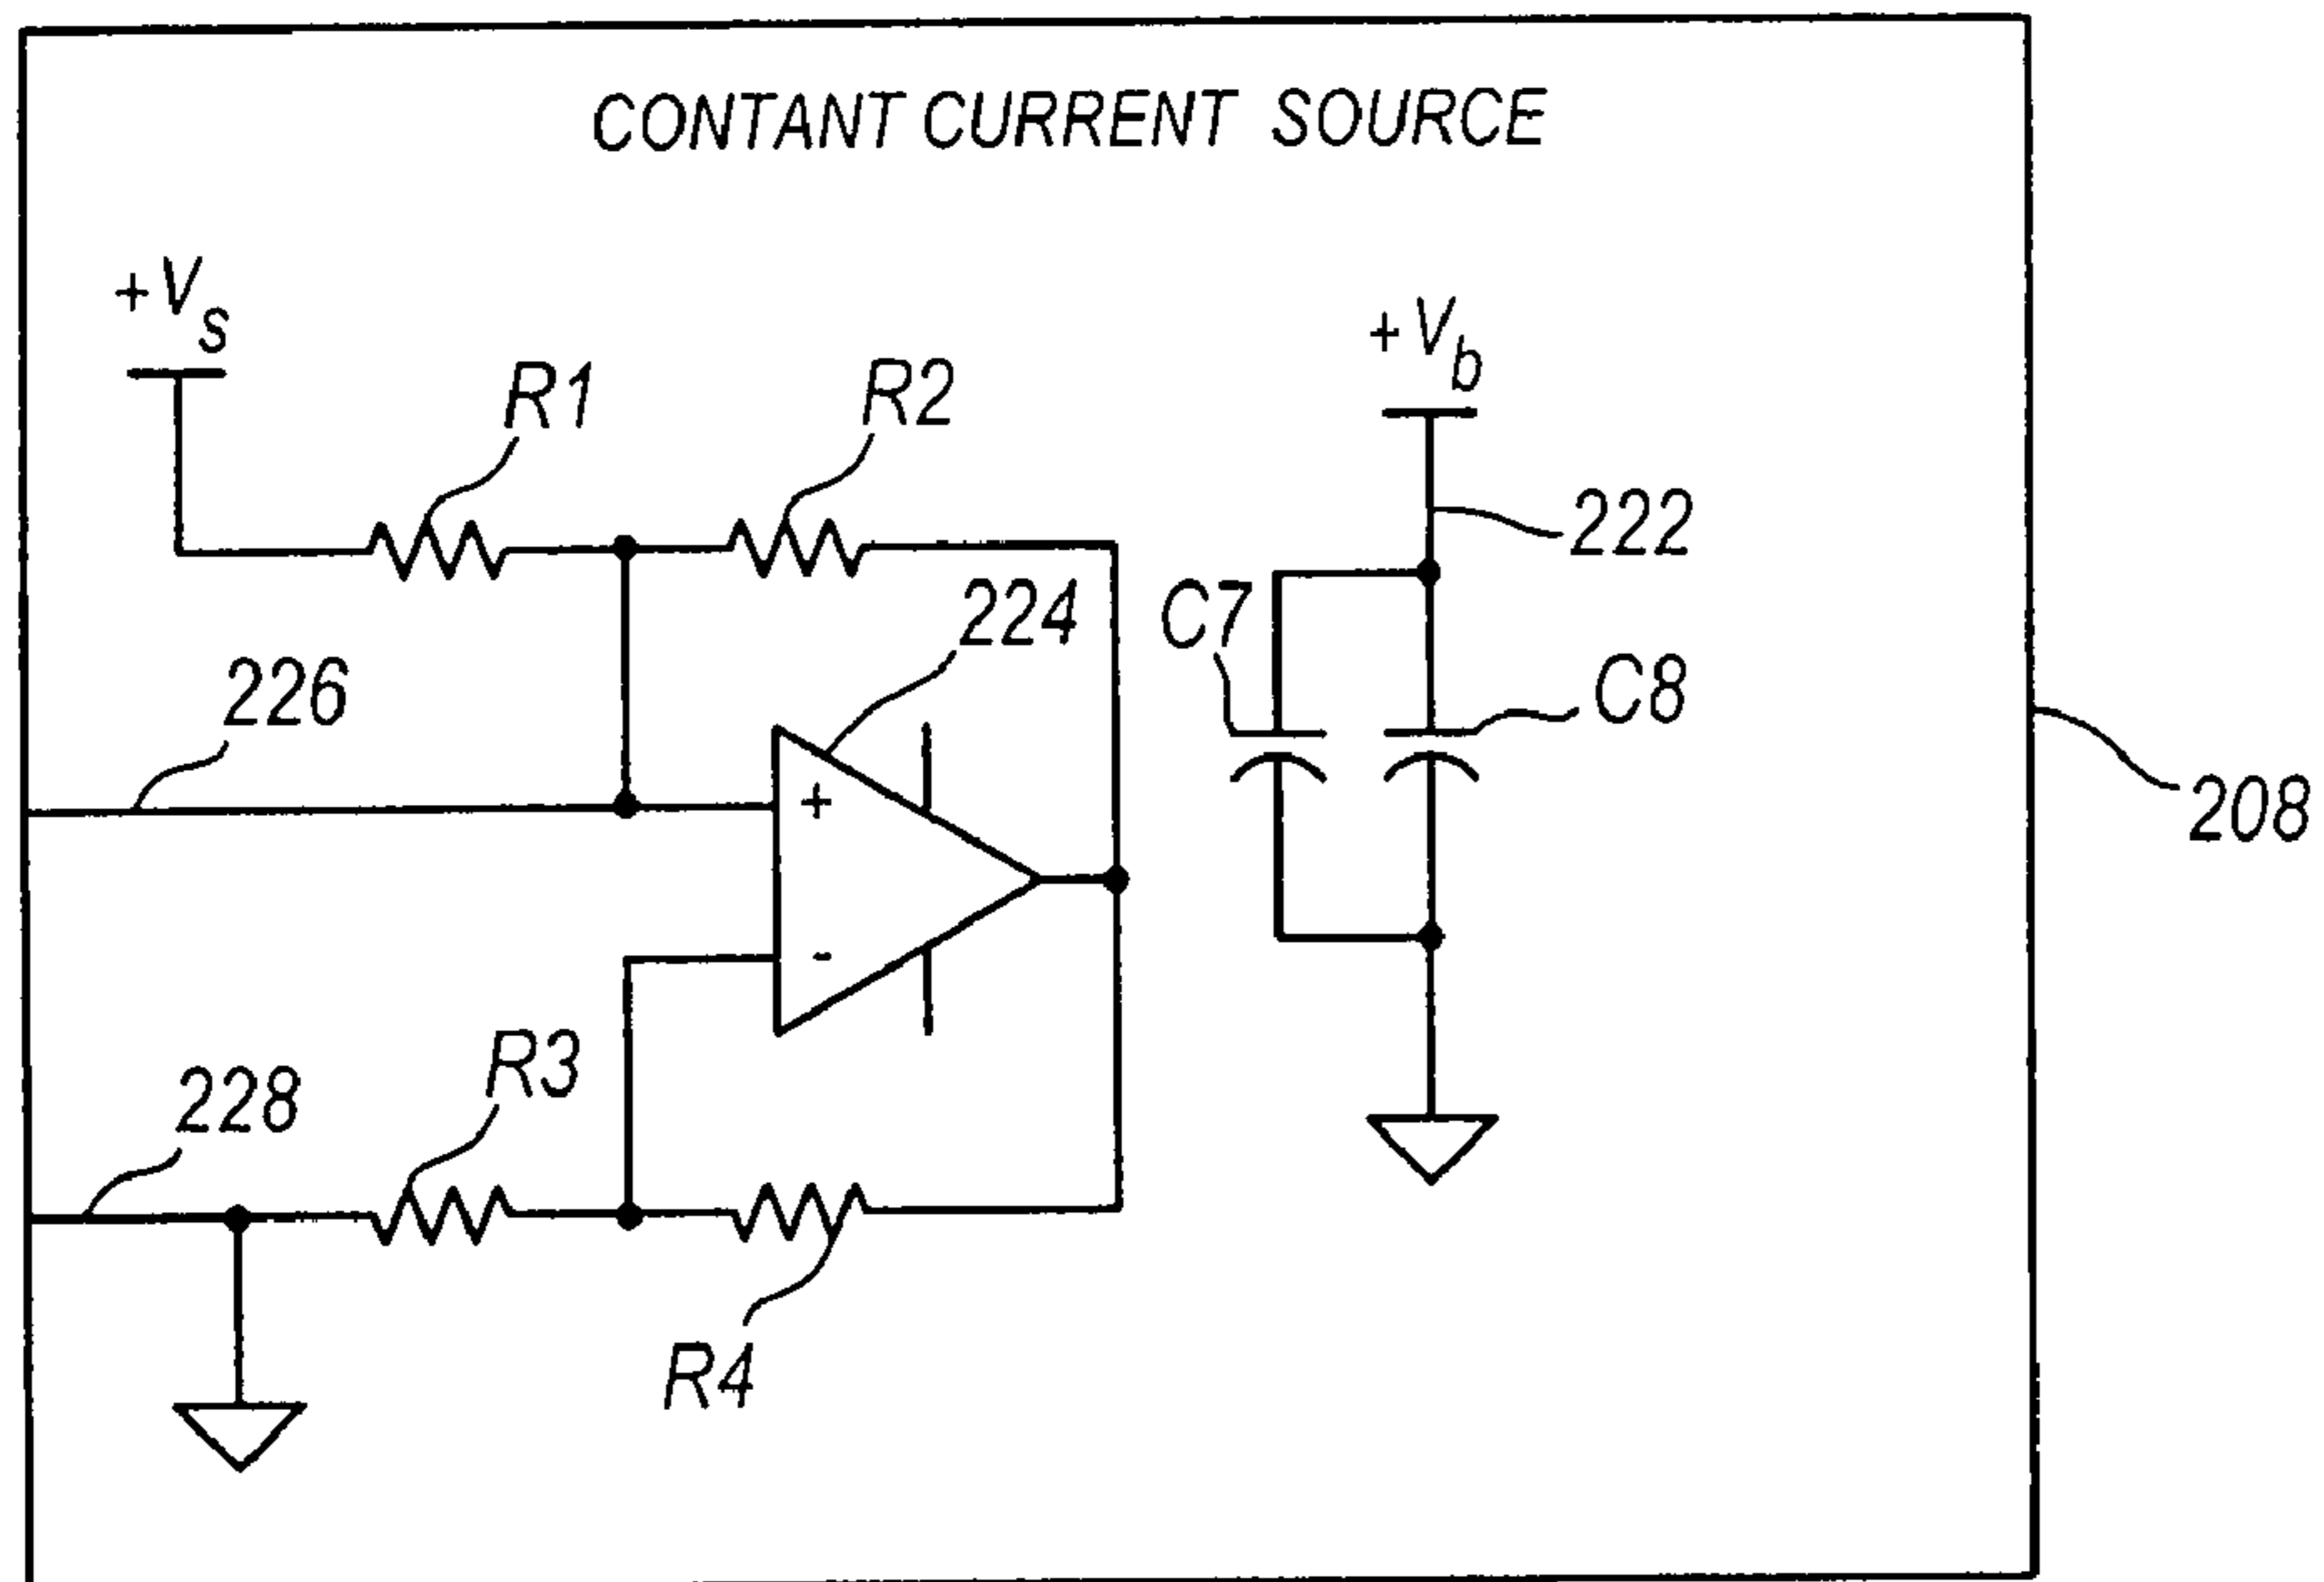 CONTANT CURRENT SOURCE
+Vs
+Vb
R1
R2
222
224
C7
C8
226
208
+
-
R3
228
R4